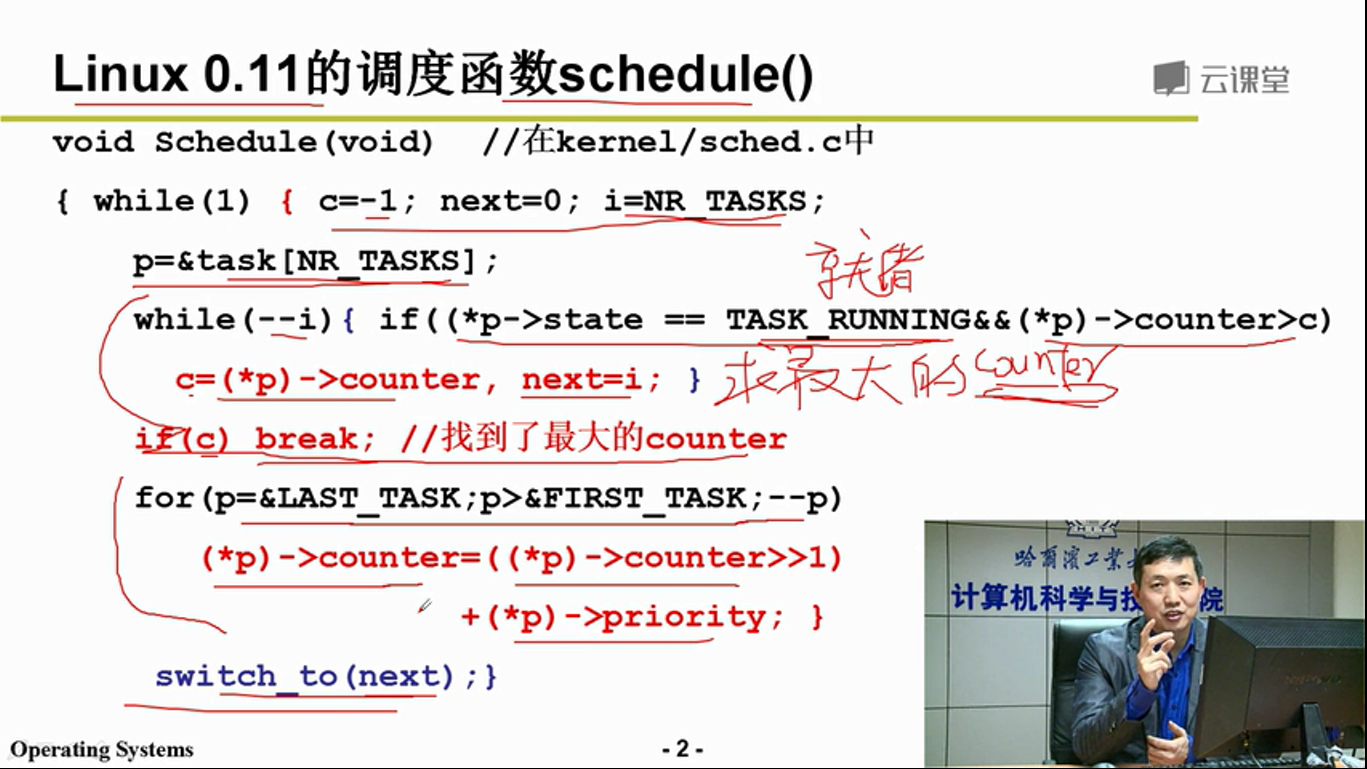 Linux 0.11的调度函数schedule()
云课堂
void Schedule(void) //在kernel/sched.c中
{ while(1) { c=-1; next=0; i=NR_TASKS;
p=&task[NR_TASKS];
就绪
while(--i){ if((*p->state == TASK_RUNNING&&(*p)->counter>c)
c=(*p)->counter, next=i; }
求最大的counter
if(c) break; //找到了最大的counter
for(p=&LAST_TASK;p>&FIRST_TASK;--p)
(*p)->counter=((*p)->counter>>1)
+(*p)->priority; }
switch_to(next);}
哈尔滨工业大
计算机科学与技 院
Operating Systems
- 2 -